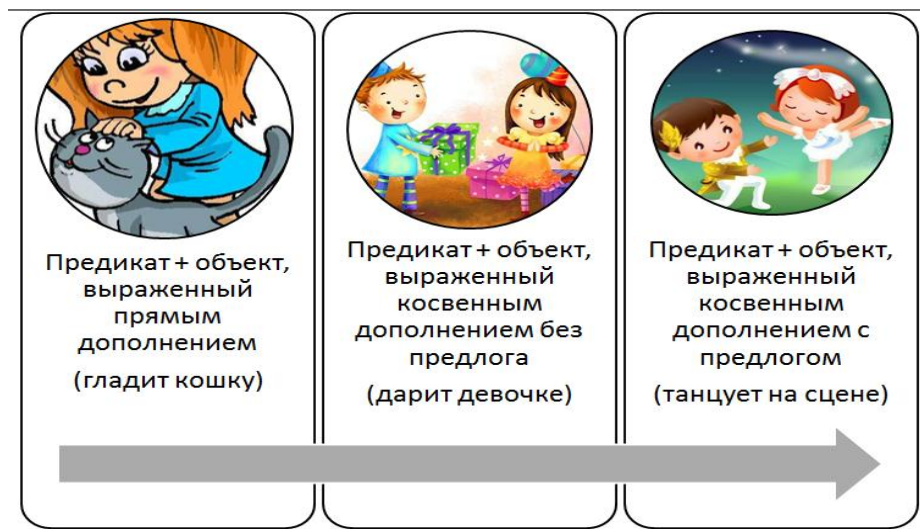 Предикат + объект,
выраженный
прямым
дополнением
(гладит кошку)
Предикат + объект,
выраженный
косвенным
дополнением без
предлога
(дарит девочке)
Предикат + объект,
выраженный
косвенным
дополнением с
предлогом
(танцует на сцене)